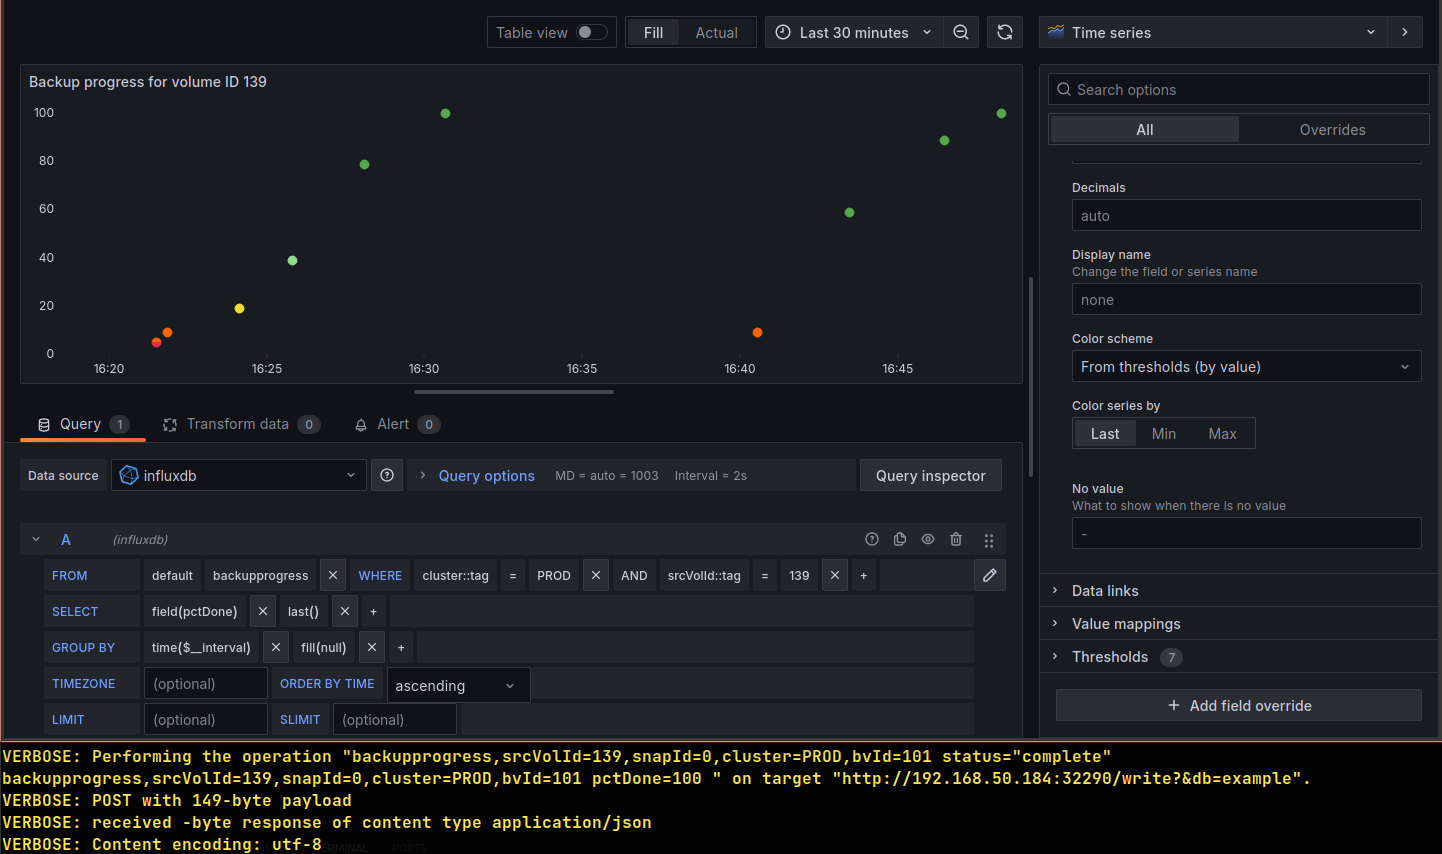 Table view
Fill
Actual
Last 30 minutes
Time series
Backup progress for volume ID 139
100
80
60
40
20
0
16:20
16:25
16:30
16:35
16:40
16:45
Search options
All
Overrides
Decimals
auto
Display name
Change the field or series name
none
Color scheme
From thresholds (by value)
Color series by
Last
Min
Max
No value
What to show when there is no value
-
Data links
Value mappings
Thresholds 7
+ Add field override
Query 1
Transform data 0
Alert 0
Data source
influxdb
Query options MD = auto = 1003 Interval = 2s
Query inspector
A (influxdb)
FROM default backupprogress WHERE cluster::tag = PROD AND srcVolId::tag = 139 +
SELECT field(pctDone) last() +
GROUP BY time($__interval) fill(null) +
TIMEZONE (optional) ORDER BY TIME ascending
LIMIT (optional) SLIMIT (optional)
VERBOSE: Performing the operation "backupprogress,srcVolId=139,snapId=0,cluster=PROD,bvId=101 status="complete"
backupprogress,srcVolId=139,snapId=0,cluster=PROD,bvId=101 pctDone=100 " on target "http://192.168.50.184:32290/write?&db=example".
VERBOSE: POST with 149-byte payload
VERBOSE: received -byte response of content type application/json
VERBOSE: Content encoding: utf-8
PORTS